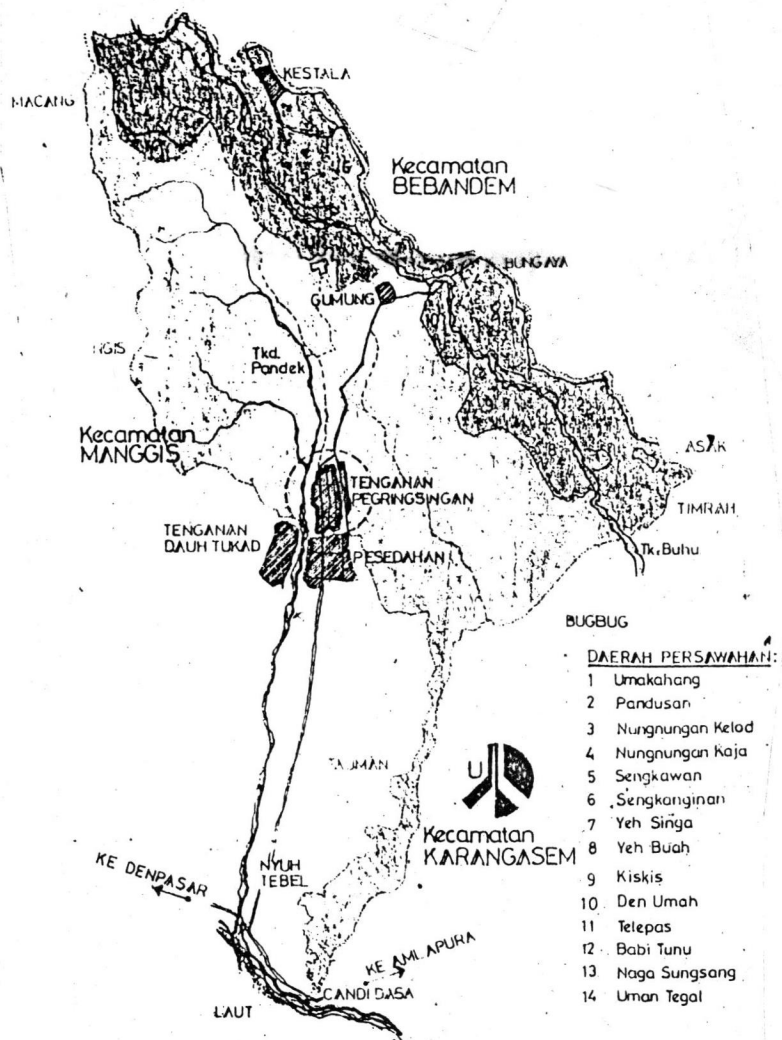 KESTALA
MACANG
Kecamatan
BEBANDEM
BUNGAYA
GUMUNG
NGIS
Tkd.
Pandek
Kecamatan
MANGGIS
ASAK
TENGANAN
PEGRINGSINGAN
TIMRAH
TENGANAN
DAUH TUKAD
PESEDAHAN
Tk. Buhu
BUGBUG
DAERAH PERSAWAHAN:
1 Umakahang
2 Pandusan
3 Nungnungan Kelod
4 Nungnungan Kaja
5 Sengkawan
6 Sengkanginan
7 Yeh Singa
8 Yeh Buah
9 Kiskis
10 Den Umah
11 Telepas
12 Babi Tunu
13 Naga Sungsang
14 Uman Tegal
U
Kecamatan
KARANGASEM
KE DENPASAR
NYUH
TEBEL
KE AMLAPURA
CANDI DASA
LAUT